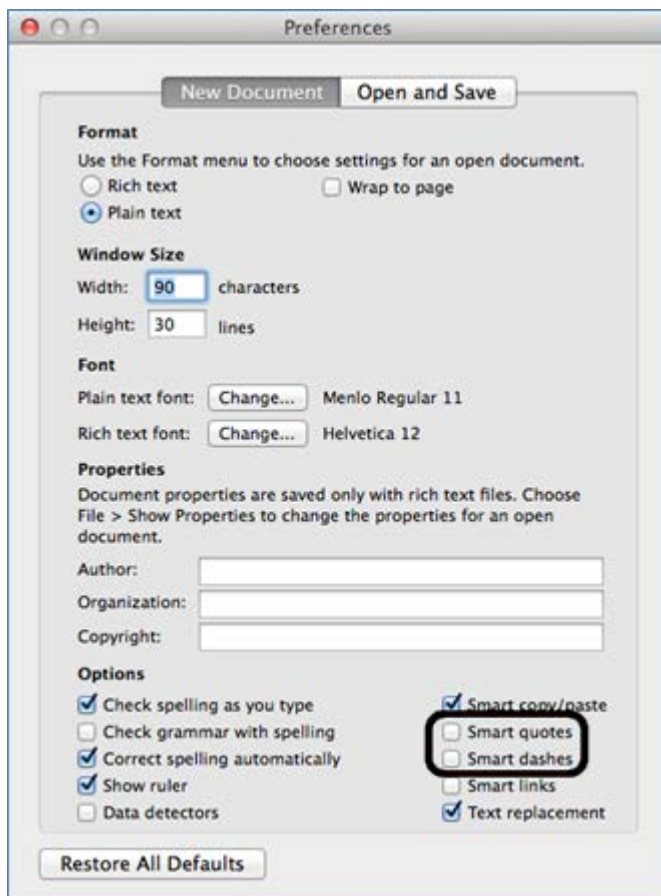 Preferences
New Document Open and Save
Format
Use the Format menu to choose settings for an open document.
Rich text Wrap to page
Plain text
Window Size
Width: 90 characters
Height: 30 lines
Font
Plain text font: Change... Menlo Regular 11
Rich text font: Change... Helvetica 12
Properties
Document properties are saved only with rich text files. Choose
File > Show Properties to change the properties for an open
document.
Author:
Organization:
Copyright:
Options
Check spelling as you type Smart copy/paste
Check grammar with spelling Smart quotes
Correct spelling automatically Smart dashes
Show ruler Smart links
Data detectors Text replacement
Restore All Defaults